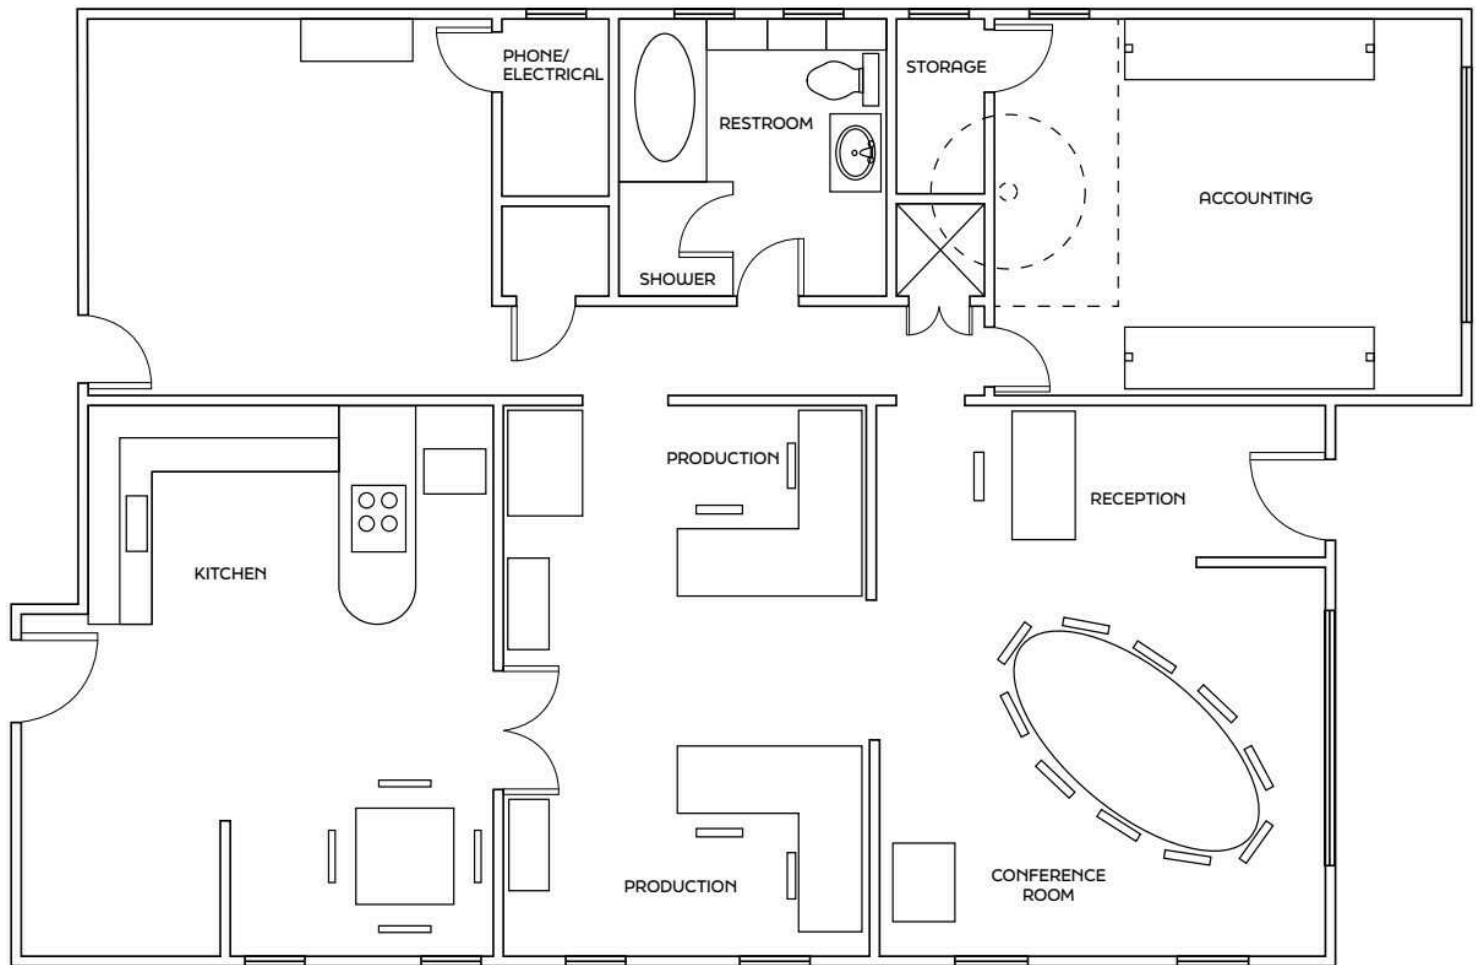 PHONE/
ELECTRICAL
STORAGE
RESTROOM
ACCOUNTING
SHOWER
PRODUCTION
RECEPTION
KITCHEN
PRODUCTION
CONFERENCE
ROOM